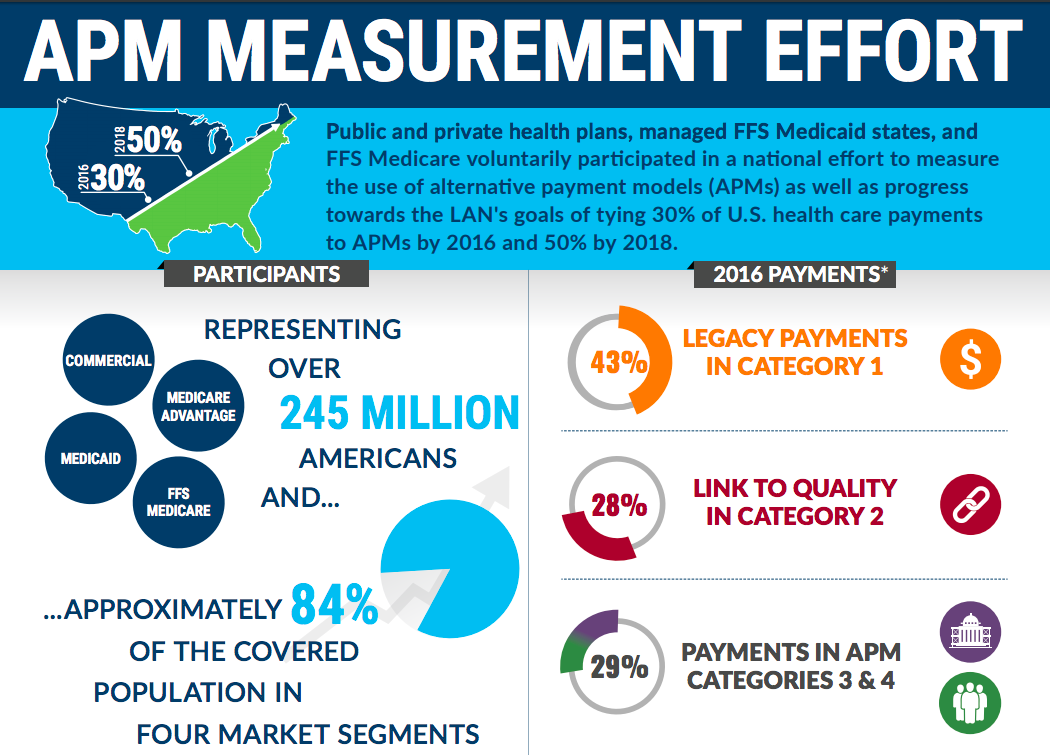 APM MEASUREMENT EFFORT
2018 50%
2016 30%
Public and private health plans, managed FFS Medicaid states, and
FFS Medicare voluntarily participated in a national effort to measure
the use of alternative payment models (APMs) as well as progress
towards the LAN's goals of tying 30% of U.S. health care payments
to APMs by 2016 and 50% by 2018.
PARTICIPANTS
COMMERCIAL
MEDICARE
ADVANTAGE
MEDICAID
FFS
MEDICARE
REPRESENTING
OVER
245 MILLION
AMERICANS
AND...
...APPROXIMATELY 84%
OF THE COVERED
POPULATION IN
FOUR MARKET SEGMENTS
2016 PAYMENTS*
43%
LEGACY PAYMENTS
IN CATEGORY 1
$
28%
LINK TO QUALITY
IN CATEGORY 2
29%
PAYMENTS IN APM
CATEGORIES 3 & 4